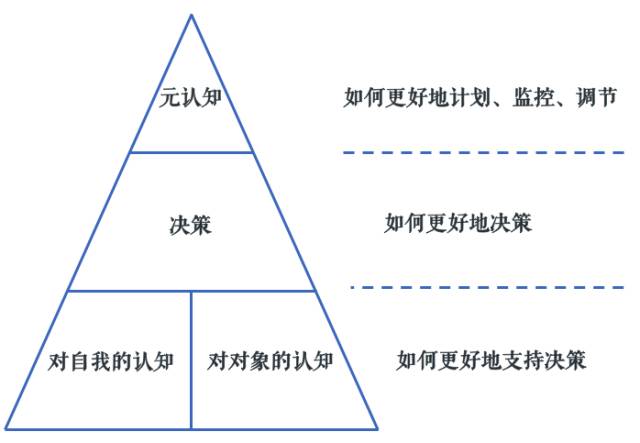 元认知 如何更好地计划、监控、调节
决策 如何更好地决策
对自我的认知 对对象的认知 如何更好地支持决策